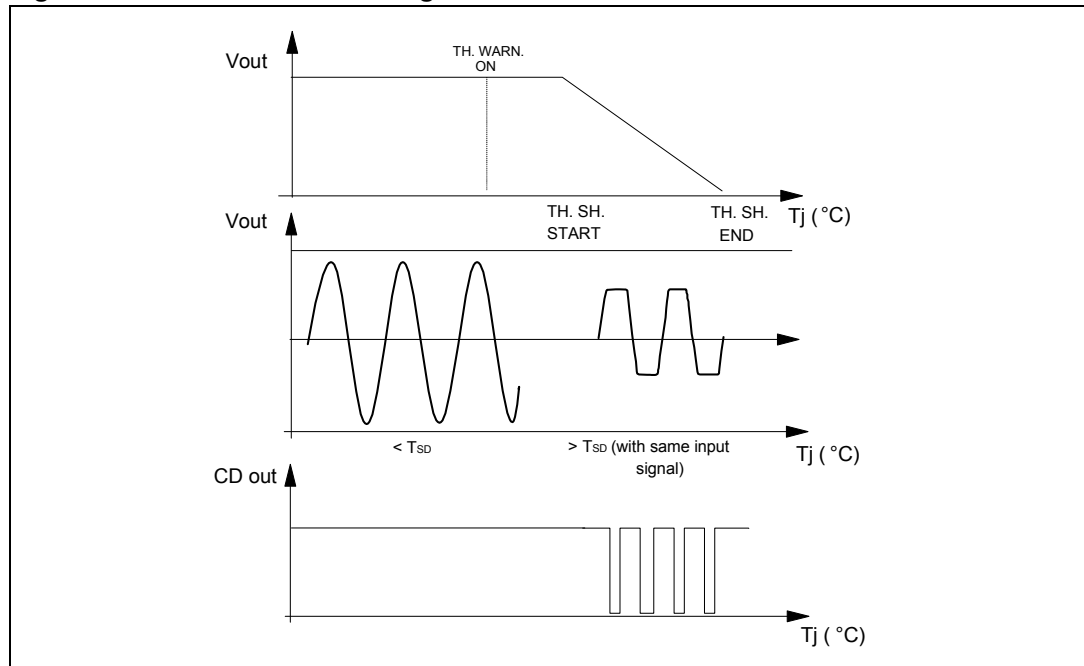 Vout
TH. WARN.
ON
TH. SH.
START
TH. SH.
END
Tj ( °C)
Vout
< TSD
> TSD (with same input
signal)
Tj ( °C)
CD out
Tj ( °C)